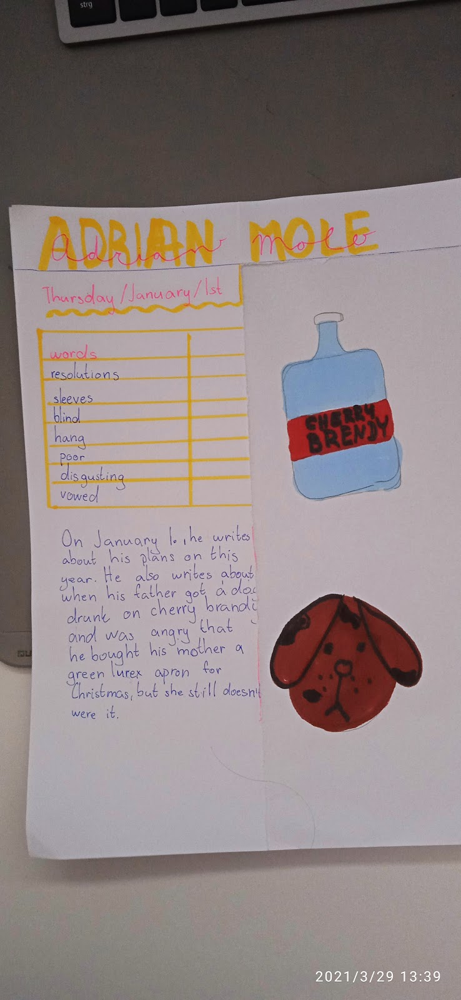 strg
ADRIAN MOLE
Adrian Mole
Thursday/January/1st
words
resolutions
sleeves
blind
hang
poor
disgusting
vowed
CHERRY
BRENDY
On January 1., he writes
about his plans on this
year. He also writes about
when his father got a dog
drunk on cherry brandy
and was angry that
he bought his mother a
green lurex apron for
Christmas, but she still doesn't
were it.
2021/3/29 13:39